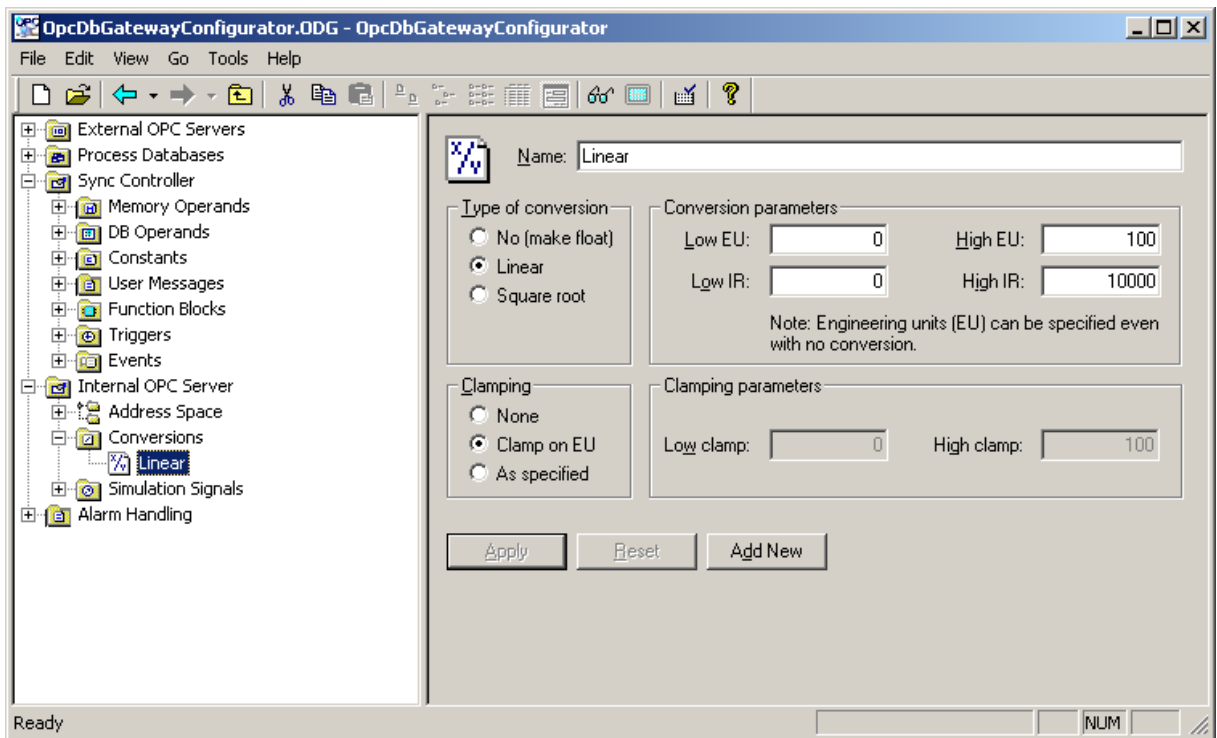 OpcDbGatewayConfigurator.ODG - OpcDbGatewayConfigurator
File Edit View Go Tools Help
External OPC Servers
Process Databases
Sync Controller
Memory Operands
DB Operands
Constants
User Messages
Function Blocks
Triggers
Events
Internal OPC Server
Address Space
Conversions
Linear
Simulation Signals
Alarm Handling
Name: Linear
Type of conversion
No (make float)
Linear
Square root
Conversion parameters
Low EU: 0 High EU: 100
Low IR: 0 High IR: 10000
Note: Engineering units (EU) can be specified even
with no conversion.
Clamping
None
Clamp on EU
As specified
Clamping parameters
Low clamp: 0 High clamp: 100
Apply Reset Add New
Ready NUM